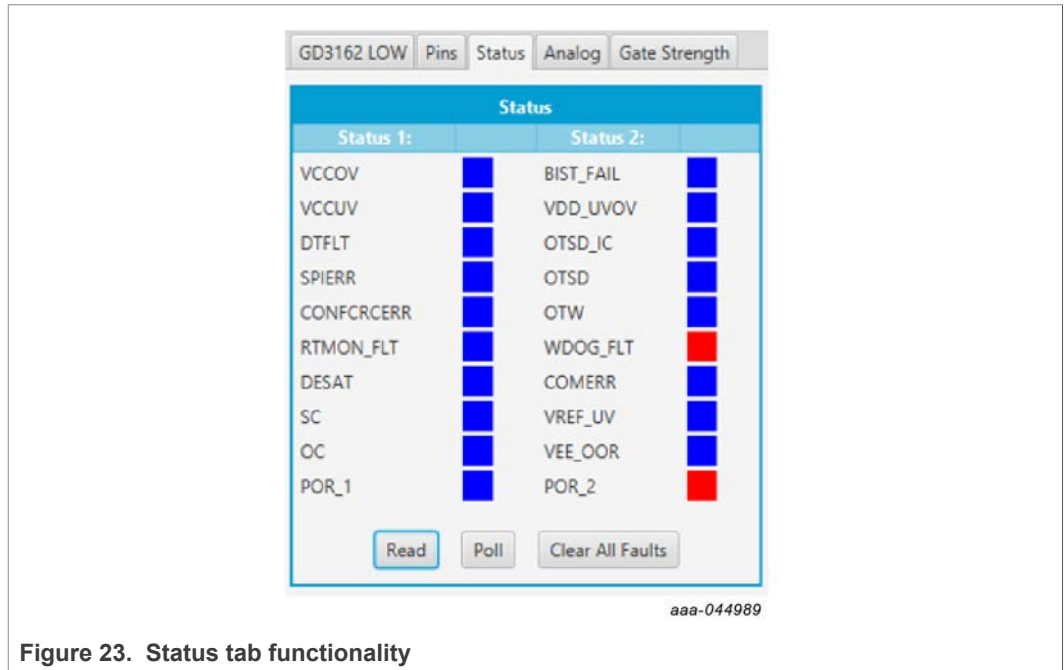 GD3162 LOW Pins Status Analog Gate Strength
Status
Status 1: Status 2:
VCCOV BIST_FAIL
VCCUV VDD_UVOV
DTFLT OTSD_IC
SPIERR OTSD
CONFCRCERR OTW
RTMON_FLT WDOG_FLT
DESAT COMERR
SC VREF_UV
OC VEE_OOR
POR_1 POR_2
Read Poll Clear All Faults
aaa-044989
Figure 23. Status tab functionality